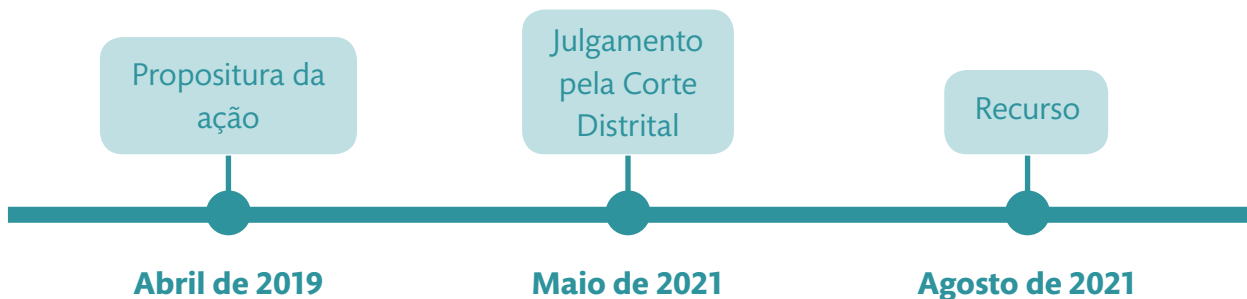 Propositura da
ação
Julgamento
pela Corte
Distrital
Recurso
Abril de 2019
Maio de 2021
Agosto de 2021